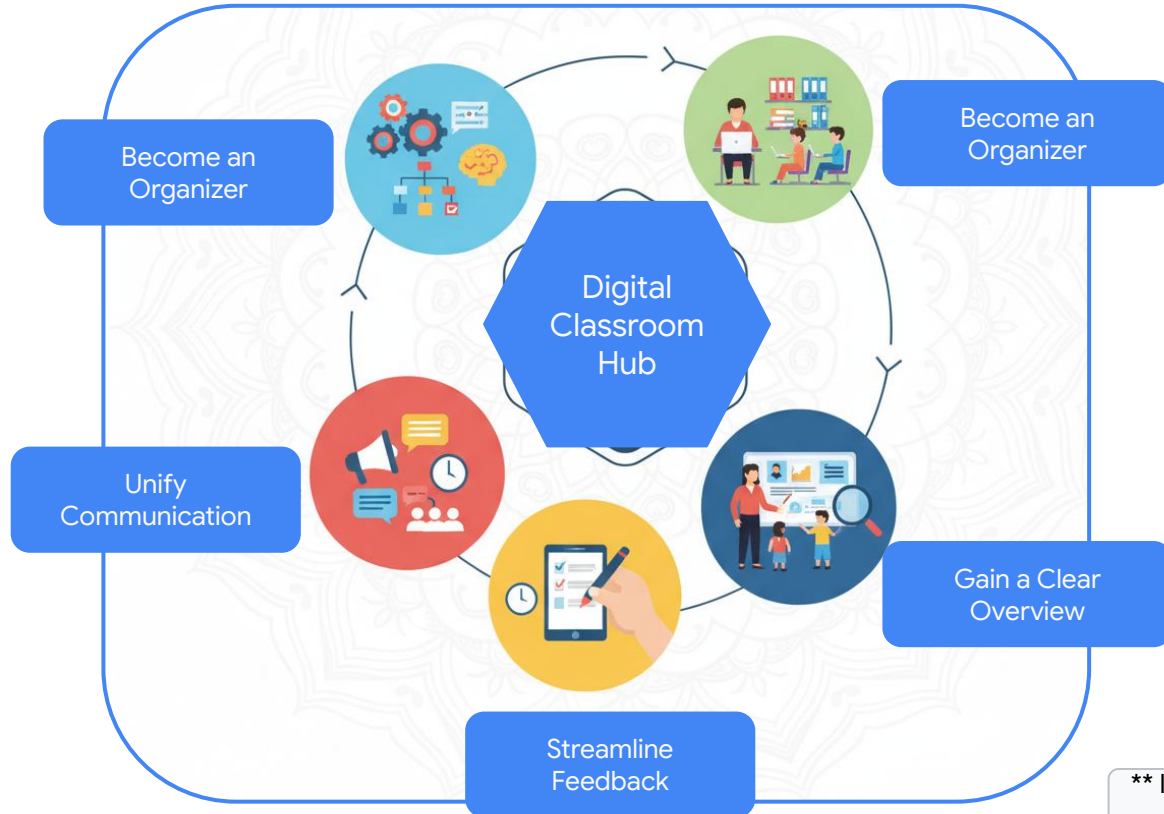 Become an
Organizer
Become an
Organizer
Digital
Classroom
Hub
Unify
Communication
Gain a Clear
Overview
Streamline
Feedback
**